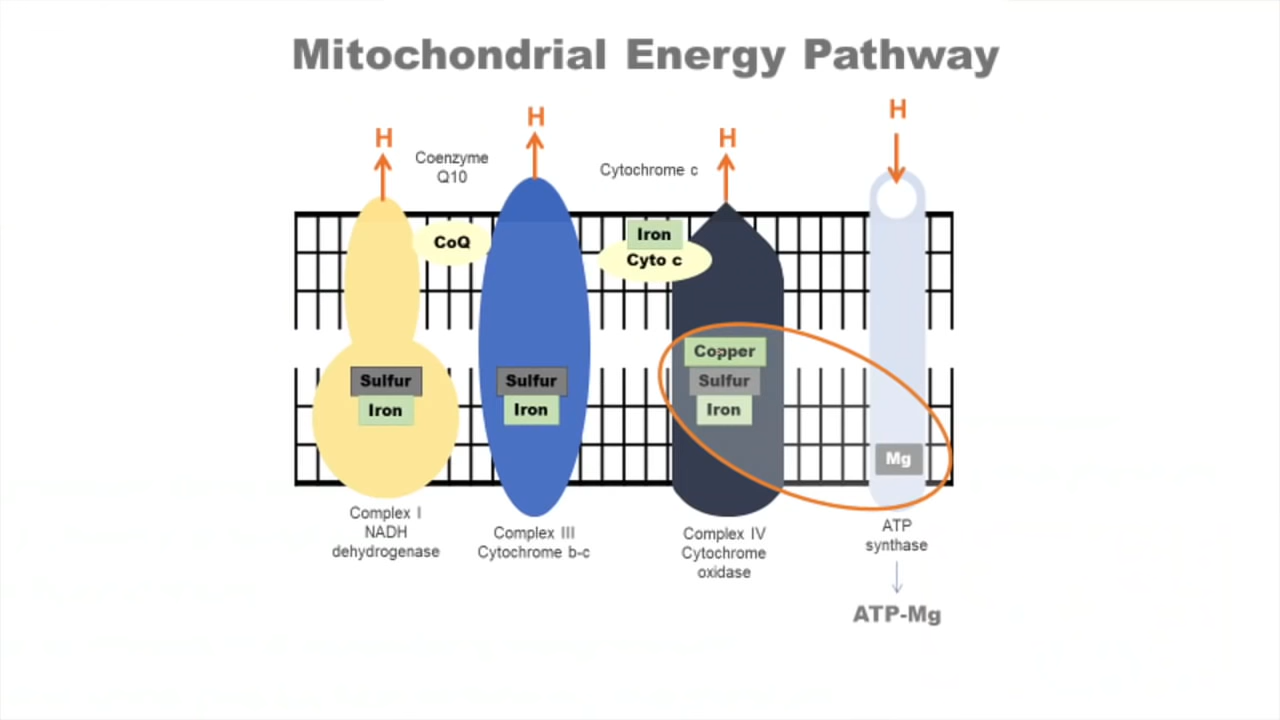 Mitochondrial Energy Pathway
H
H
H
H
Coenzyme
Q10
Cytochrome c
CoQ
Iron
Cyto c
Copper
Sulfur
Iron
Sulfur
Iron
Sulfur
Iron
Mg
Complex I
NADH
dehydrogenase
Complex III
Cytochrome b-c
Complex IV
Cytochrome
oxidase
ATP
synthase
ATP-Mg